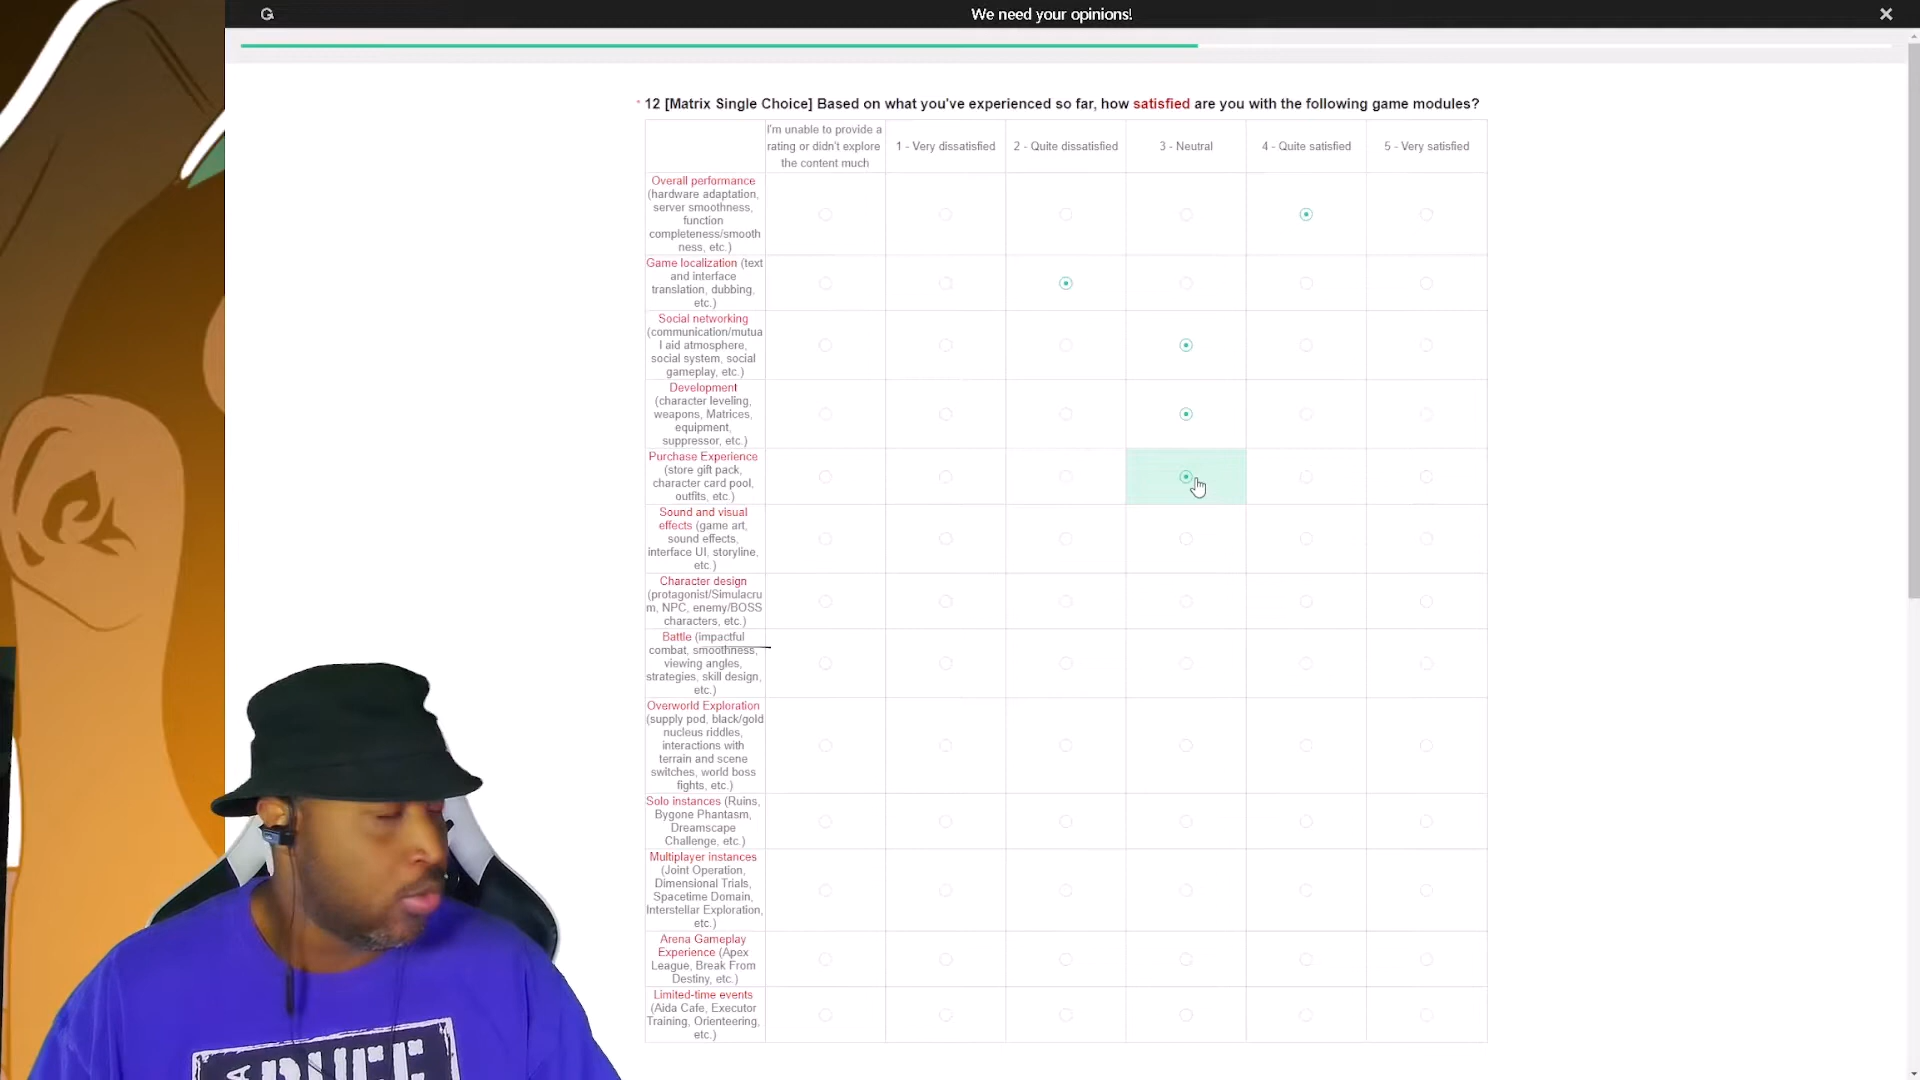 We need your opinions!
* 12 [Matrix Single Choice] Based on what you've experienced so far, how satisfied are you with the following game modules?
I'm unable to provide a
rating or didn't explore
the content much
1 - Very dissatisfied
2 - Quite dissatisfied
3 - Neutral
4 - Quite satisfied
5 - Very satisfied
Overall performance
(hardware adaptation,
server smoothness,
function
completeness/smooth
ness, etc.)
Game localization (text
and interface
translation, dubbing,
etc.)
Social networking
(communication/mutua
l aid atmosphere,
social system, social
gameplay, etc.)
Development
(character leveling,
weapons, Matrices,
equipment,
suppressor, etc.)
Purchase Experience
(store gift pack,
character card pool,
outfits, etc.)
Sound and visual
effects (game art,
sound effects,
interface UI, storyline,
etc.)
Character design
(protagonist/Simulacru
m, NPC, enemy/BOSS
characters, etc.)
Battle (impactful
combat, smoothness,
viewing angles,
strategies, skill design,
etc.)
Overworld Exploration
(supply pod, black/gold
nucleus riddles,
interactions with
terrain and scene
switches, world boss
fights, etc.)
Solo instances (Ruins,
Bygone Phantasm,
Dreamscape
Challenge, etc.)
Multiplayer instances
(Joint Operation,
Dimensional Trials,
Spacetime Domain,
Interstellar Exploration,
etc.)
Arena Gameplay
Experience (Apex
League, Break From
Destiny, etc.)
Limited-time events
(Aida Cafe, Executor
Training, Orienteering,
etc.)